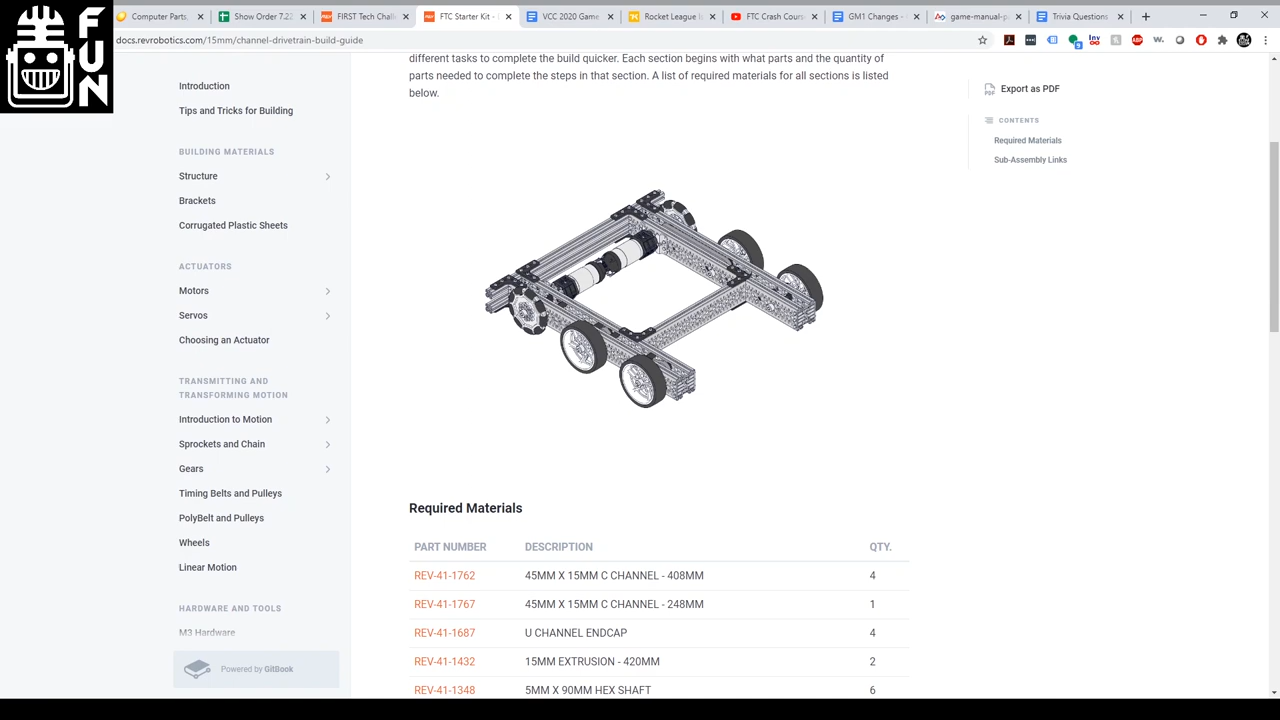 Computer Parts,
Show Order 7.22
FIRST Tech Challe
FTC Starter Kit -
VCC 2020 Game
Rocket League I
FTC Crash Course
GM1 Changes -
game-manual-p
Trivia Questions
docs.revrobotics.com/15mm/channel-drivetrain-build-guide
FUN
different tasks to complete the build quicker. Each section begins with what parts and the quantity of
parts needed to complete the steps in that section. A list of required materials for all sections is listed
below.
Introduction
Tips and Tricks for Building
BUILDING MATERIALS
Structure
Brackets
Corrugated Plastic Sheets
ACTUATORS
Motors
Servos
Choosing an Actuator
TRANSMITTING AND
TRANSFORMING MOTION
Introduction to Motion
Sprockets and Chain
Gears
Timing Belts and Pulleys
PolyBelt and Pulleys
Wheels
Linear Motion
HARDWARE AND TOOLS
M3 Hardware
Powered by GitBook
Export as PDF
CONTENTS
Required Materials
Sub-Assembly Links
Required Materials
PART NUMBER DESCRIPTION QTY.
REV-41-1762 45MM X 15MM C CHANNEL - 408MM 4
REV-41-1767 45MM X 15MM C CHANNEL - 248MM 1
REV-41-1687 U CHANNEL ENDCAP 4
REV-41-1432 15MM EXTRUSION - 420MM 2
REV-41-1348 5MM X 90MM HEX SHAFT 6